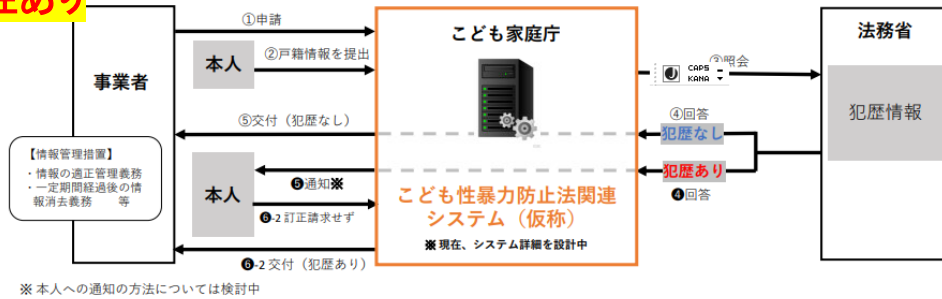 ①申請
こども家庭庁
法務省
本人
②戸籍情報を提出
事業者
CAPS
KANA
③照会
犯歴情報
④回答
⑤交付（犯歴なし）
犯歴なし
【情報管理措置】
・情報の適正管理義務
・一定期間経過後の情
報消去義務　等
本人
❺通知※
犯歴あり
❹回答
こども性暴力防止法関連
システム（仮称）
❻-2 訂正請求せず
※ 現在、システム詳細を設計中
❻-2 交付（犯歴あり）
※ 本人への通知の方法については検討中